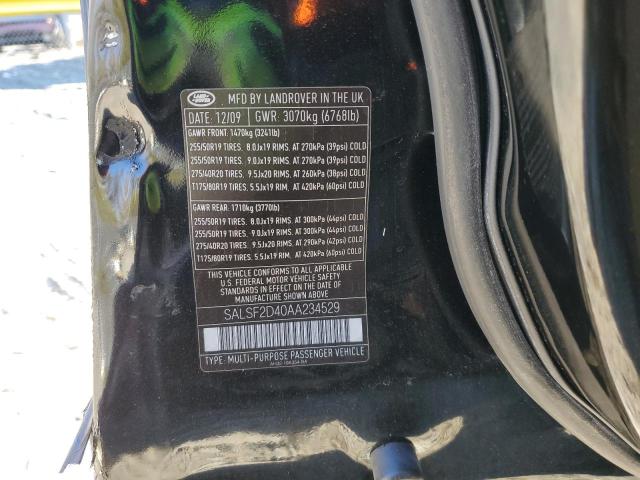 LAND ROVER
MFD BY LANDROVER IN THE UK
DATE: 12/09 GWR: 3070kg (6768lb)
GAWR FRONT: 1470kg (3241lb)
255/50R19 TIRES, 8.0Jx19 RIMS, AT 270kPa (39psi) COLD
255/50R19 TIRES, 9.0Jx19 RIMS, AT 270kPa (39psi) COLD
275/40R20 TIRES, 9.5Jx20 RIMS, AT 260kPa (38psi) COLD
T175/80R19 TIRES, 5.5Jx19 RIM, AT 420kPa (60psi) COLD
GAWR REAR: 1710kg (3770lb)
255/50R19 TIRES, 8.0Jx19 RIMS, AT 300kPa (44psi) COLD
255/50R19 TIRES, 9.0Jx19 RIMS, AT 300kPa (44psi) COLD
275/40R20 TIRES, 9.5Jx20 RIMS, AT 290kPa (42psi) COLD
T175/80R19 TIRES, 5.5Jx19 RIM, AT 420kPa (60psi) COLD
THIS VEHICLE CONFORMS TO ALL APPLICABLE
U.S. FEDERAL MOTOR VEHICLE SAFETY
STANDARDS IN EFFECT ON THE DATE OF
MANUFACTURE SHOWN ABOVE
SALSF2D40AA234529
TYPE: MULTI-PURPOSE PASSENGER VEHICLE